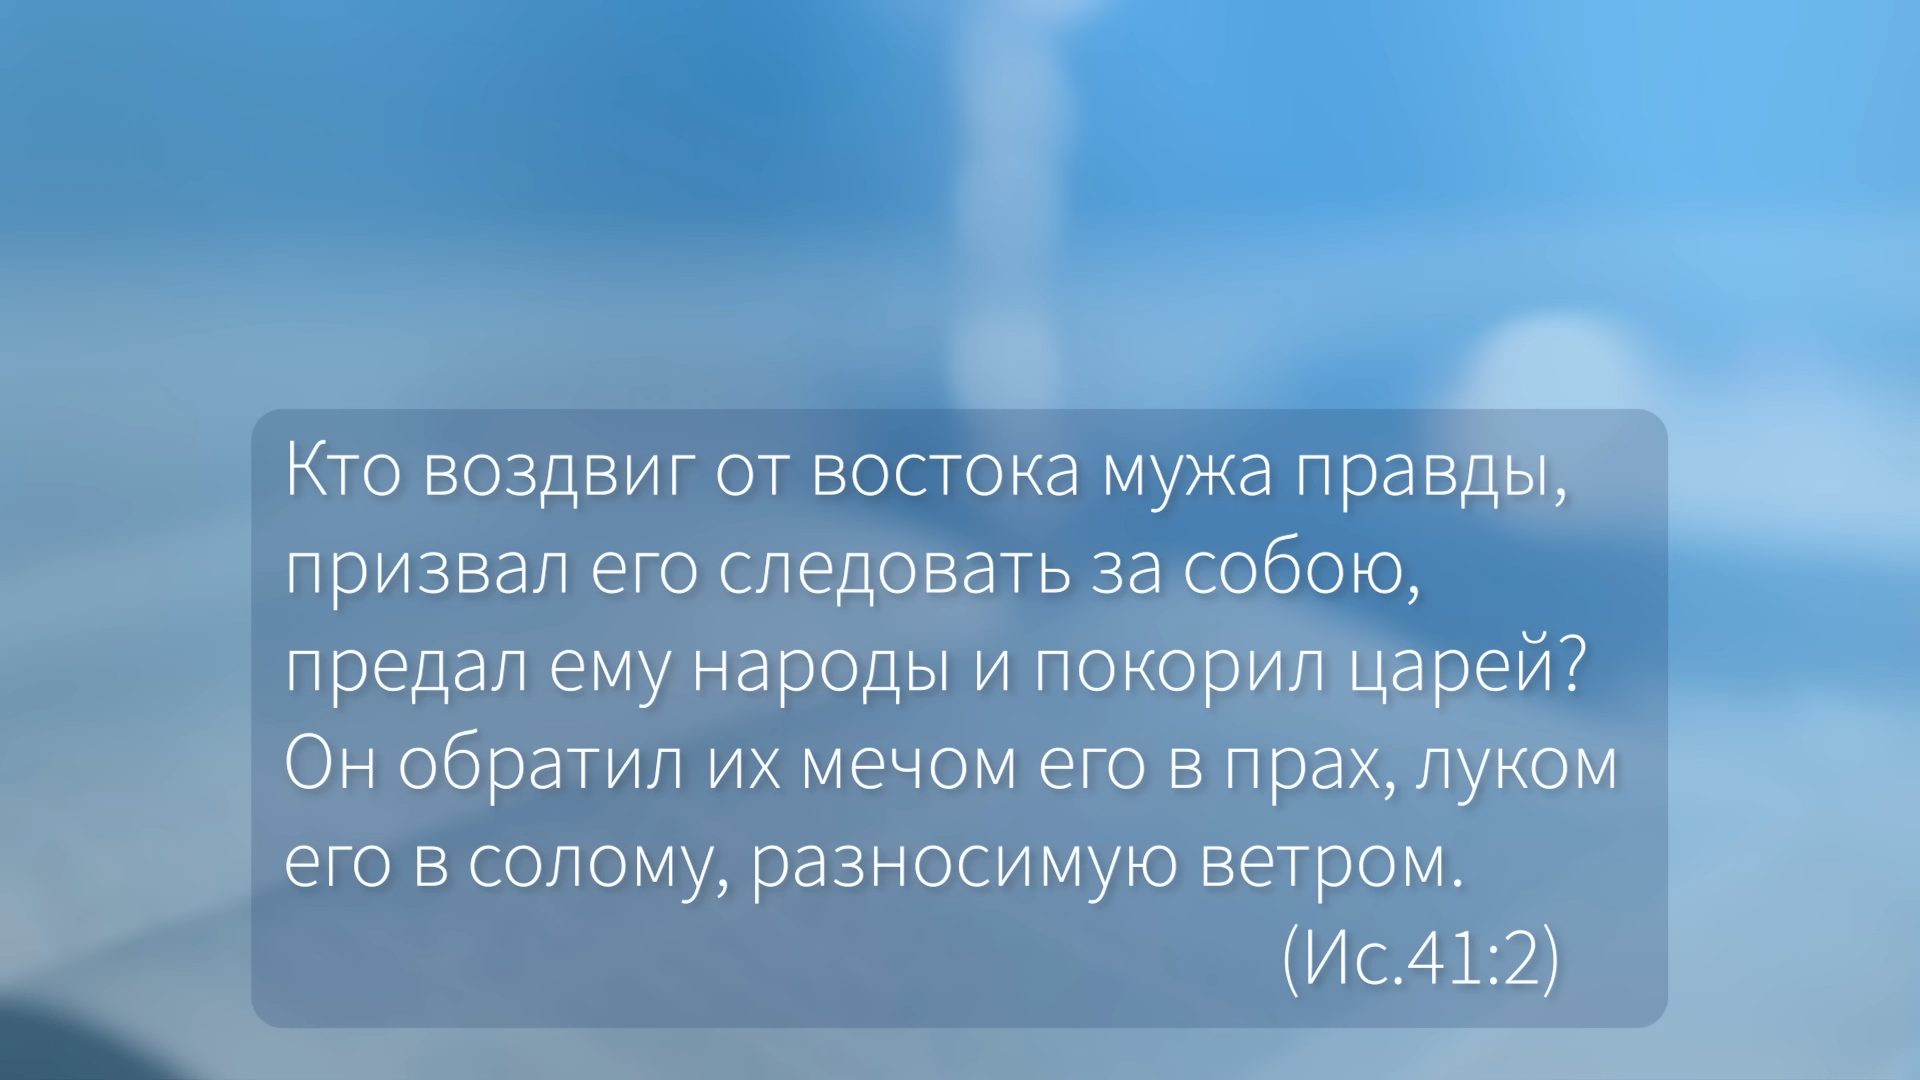 Кто воздвиг от востока мужа правды,
призвал его следовать за собою,
предал ему народы и покорил царей?
Он обратил их мечом его в прах, луком
его в солому, разносимую ветром.
(Ис.41:2)